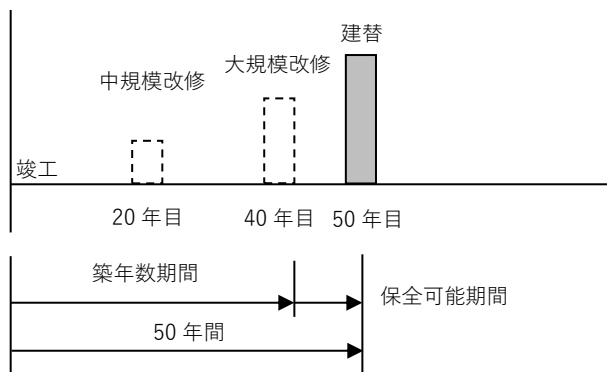 建替
大規模改修
中規模改修
竣工
20 年目
40 年目
50 年目
築年数期間
保全可能期間
50 年間